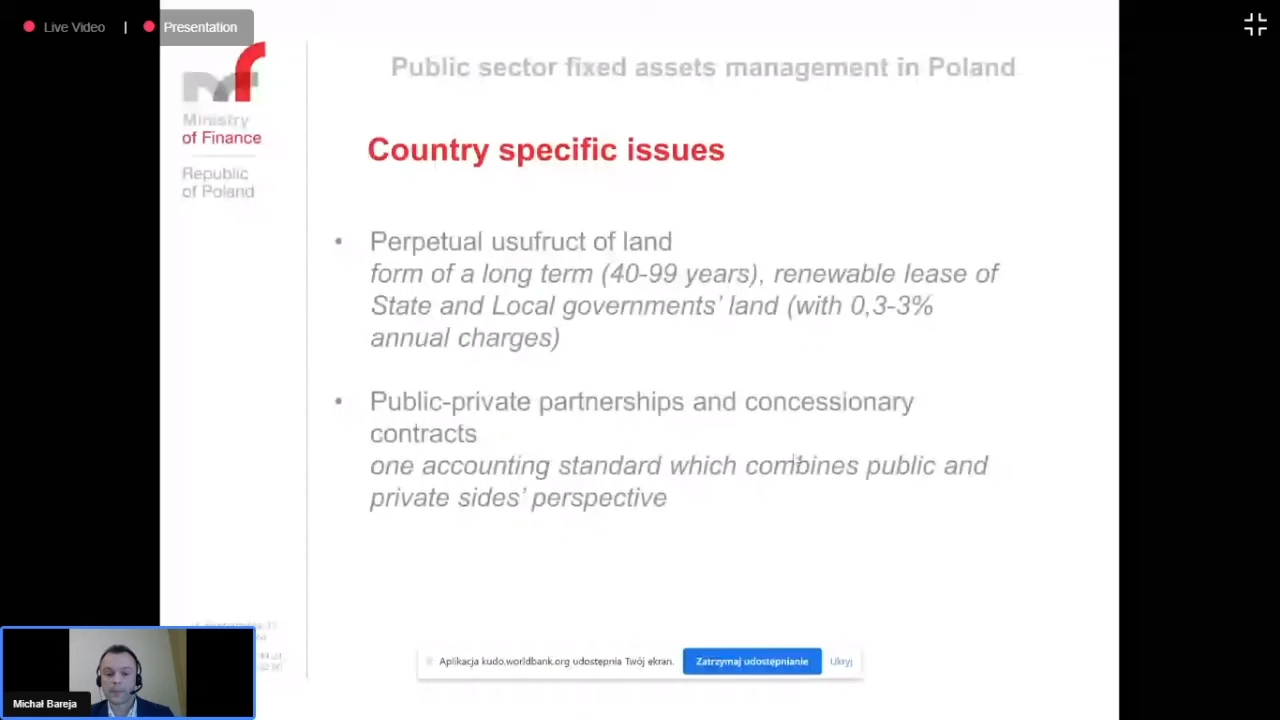 Live Video | Presentation
Ministry
of Finance
Republic
of Poland
Public sector fixed assets management in Poland
Country specific issues
• Perpetual usufruct of land
form of a long term (40-99 years), renewable lease of
State and Local governments’ land (with 0,3-3%
annual charges)
• Public-private partnerships and concessionary
contracts
one accounting standard which combines public and
private sides’ perspective
Aplikacja kudo.worldbank.org udostępnia Twój ekran.
Zatrzymaj udostępnianie
Ukryj
Michał Bareja